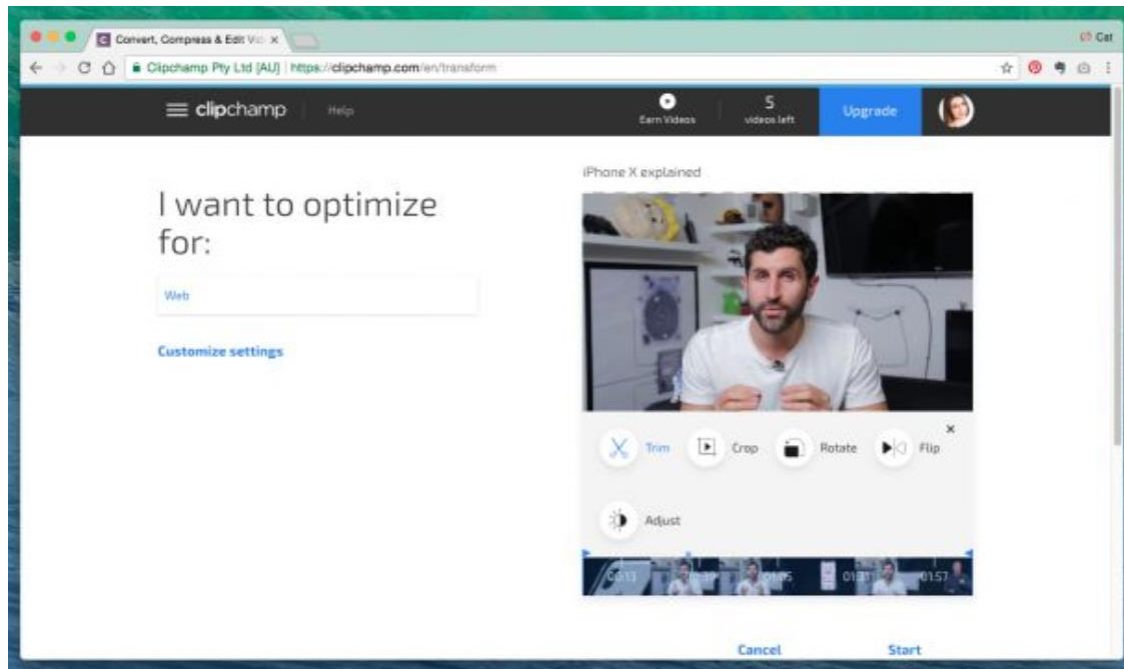 Convert, Compress & Edit Vi
Cat
Clipchamp Pty Ltd [AU] | https://clipchamp.com/en/transform
clipchamp
Help
Earn Videos
5
videos left
Upgrade
I want to optimize
for:
Web
Customize settings
iPhone X explained
Trim
Crop
Rotate
Flip
Adjust
00:13
01:05
01:31
01:57
Cancel
Start